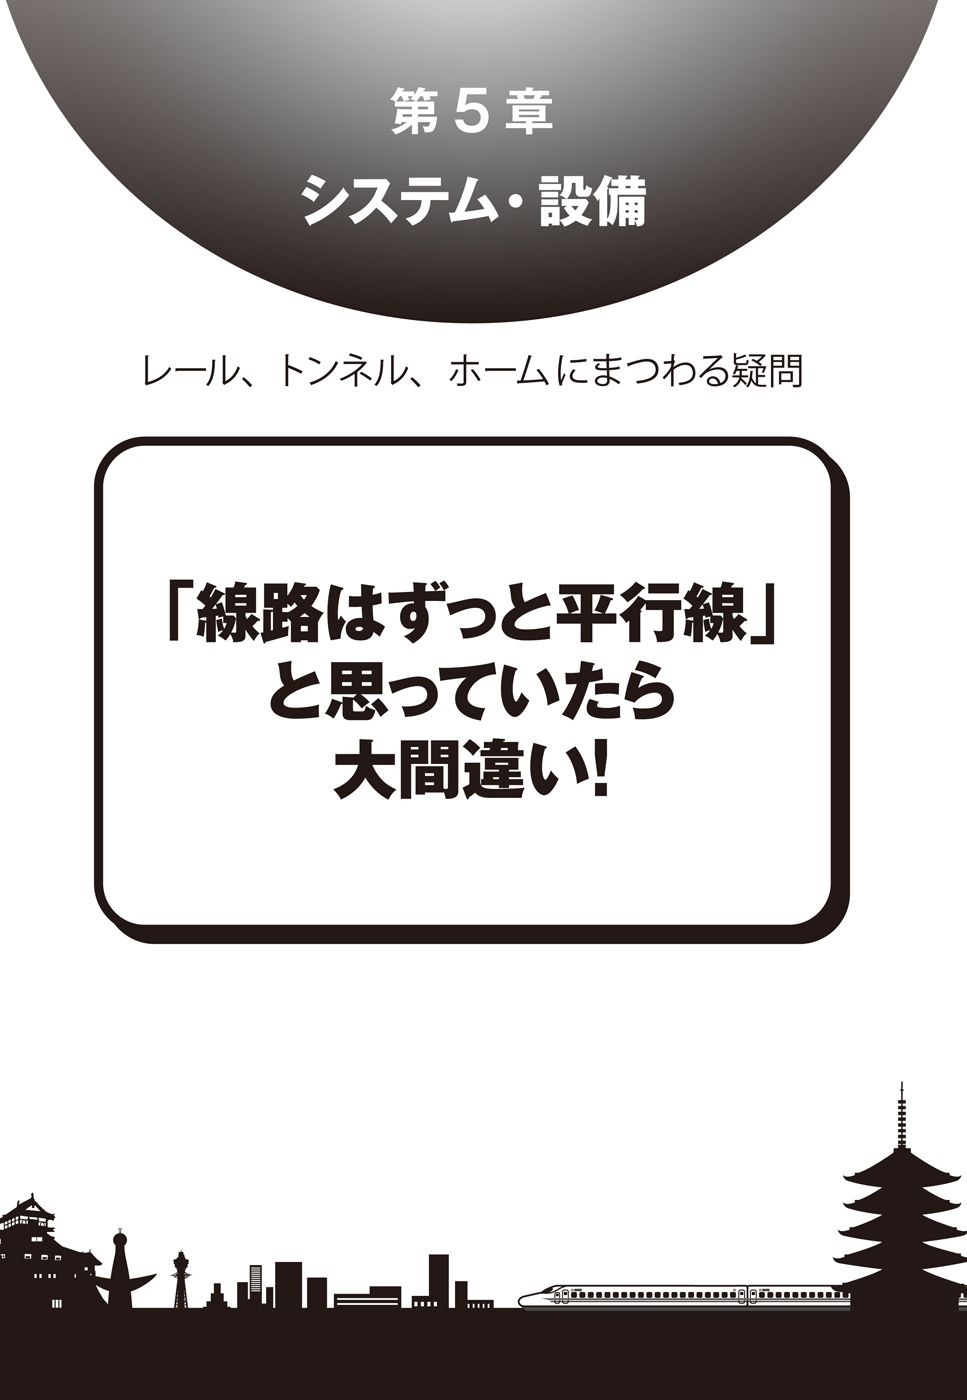 第5章
システム・設備
レール、トンネル、ホームにまつわる疑問
「線路はずっと平行線」
と思っていたら
大間違い!